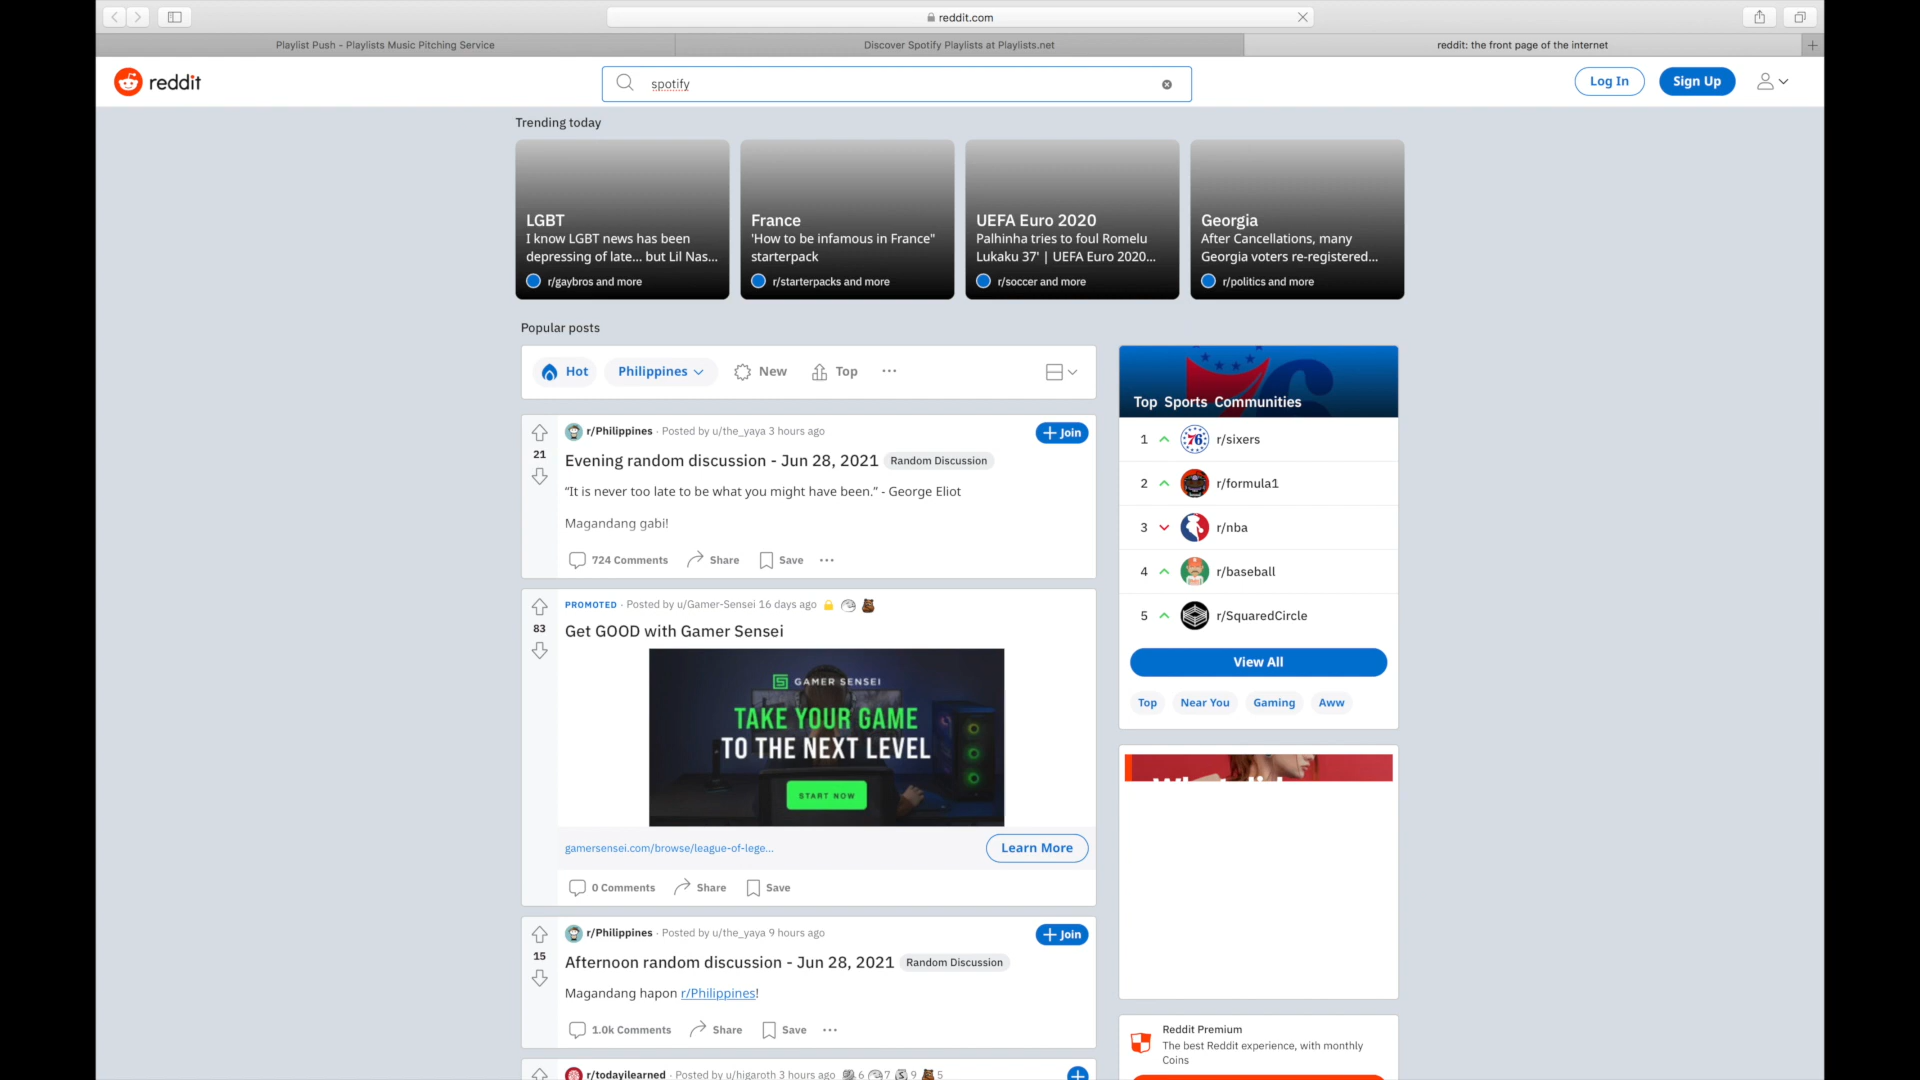 reddit.com
Playlist Push - Playlists Music Pitching Service
Discover Spotify Playlists at Playlists.net
reddit: the front page of the internet
reddit
spotify
Log In
Sign Up
Trending today
LGBT
I know LGBT news has been
depressing of late... but Lil Nas...
r/gaybros and more
France
'How to be infamous in France"
starterpack
r/starterpacks and more
UEFA Euro 2020
Palhinha tries to foul Romelu
Lukaku 37' | UEFA Euro 2020...
r/soccer and more
Georgia
After Cancellations, many
Georgia voters re-registered...
r/politics and more
Popular posts
Hot
Philippines
New
Top
21
r/Philippines · Posted by u/the_yaya 3 hours ago
Join
Evening random discussion - Jun 28, 2021 Random Discussion
“It is never too late to be what you might have been.” - George Eliot
Magandang gabi!
724 Comments Share Save
83
PROMOTED · Posted by u/Gamer-Sensei 16 days ago
Get GOOD with Gamer Sensei
GAMER SENSEI
TAKE YOUR GAME
TO THE NEXT LEVEL
START NOW
gamersensei.com/browse/league-of-lege...
Learn More
0 Comments Share Save
15
r/Philippines · Posted by u/the_yaya 9 hours ago
Join
Afternoon random discussion - Jun 28, 2021 Random Discussion
Magandang hapon r/Philippines!
1.0k Comments Share Save
r/todayilearned · Posted by u/higaroth 3 hours ago 6 7 9 5
76
Top Sports Communities
1 76 r/sixers
2 r/formula1
3 r/nba
4 r/baseball
5 r/SquaredCircle
View All
Top Near You Gaming Aww
Reddit Premium
The best Reddit experience, with monthly
Coins